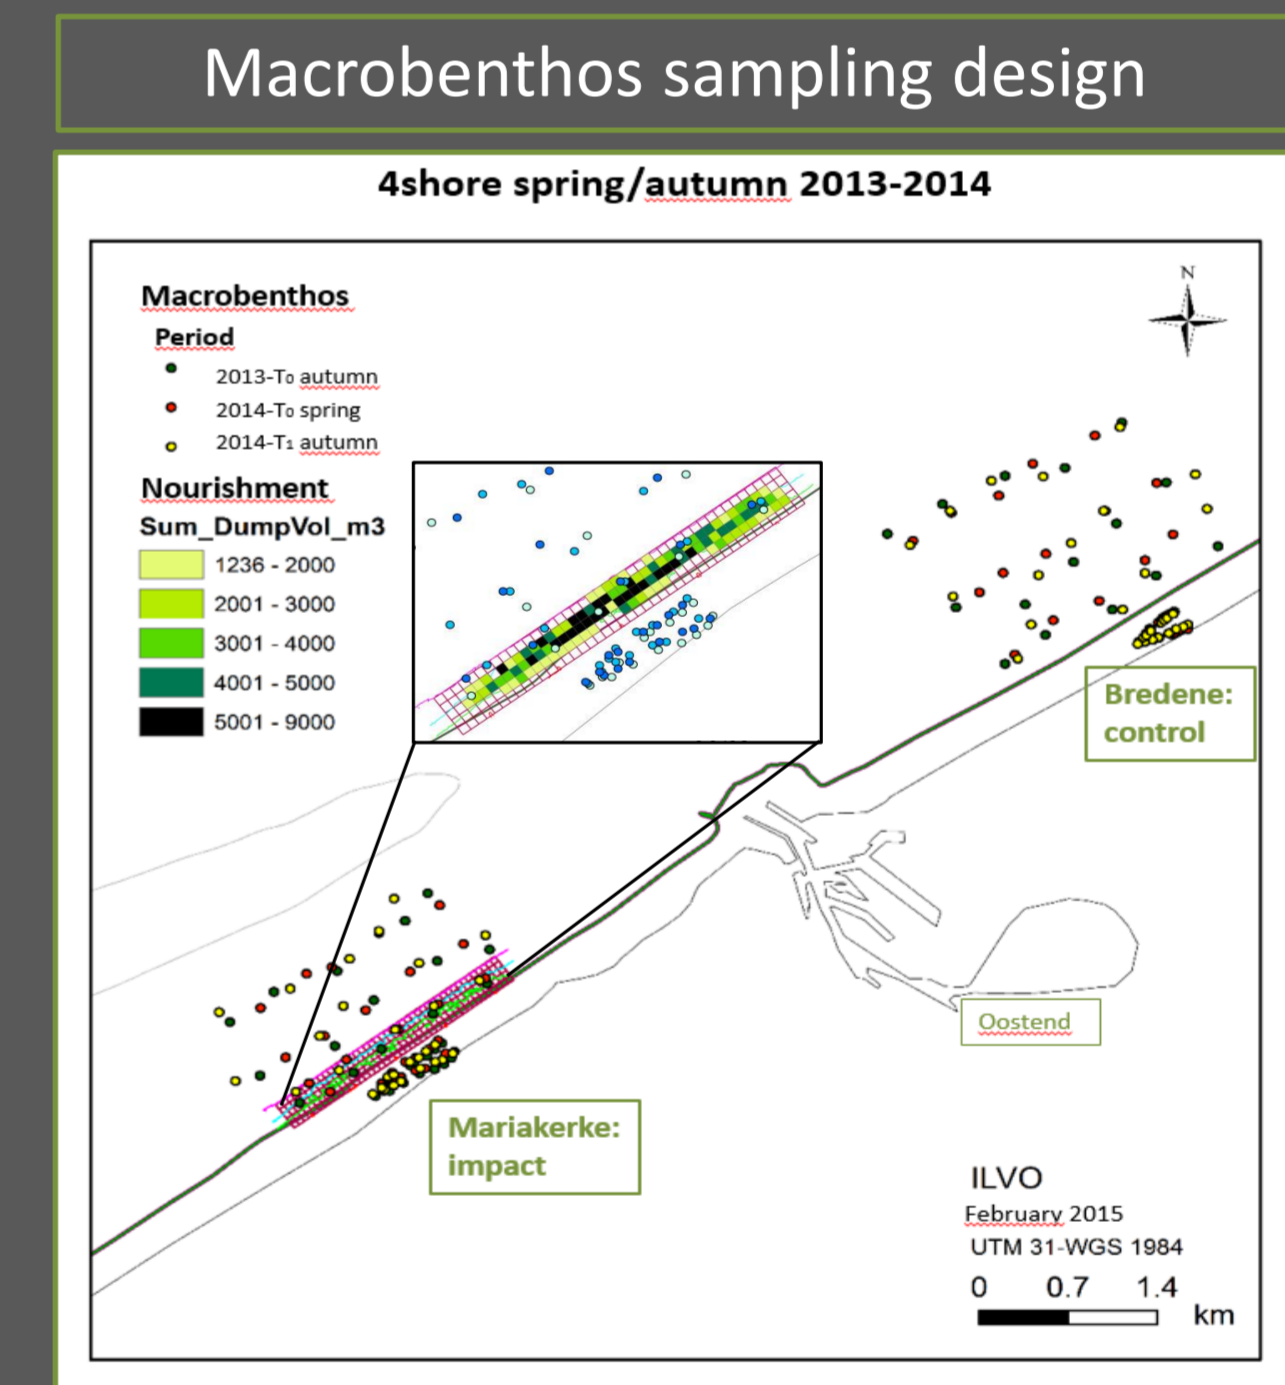 Macrobenthos sampling design
4shore spring/autumn 2013-2014
N
Macrobenthos
Period
2013-T₀ autumn
2014-T₀ spring
2014-T₁ autumn
Nourishment
Sum_DumpVol_m3
1236 - 2000
2001 - 3000
3001 - 4000
4001 - 5000
5001 - 9000
Bredene:
control
Oostend
Mariakerke:
impact
ILVO
February 2015
UTM 31-WGS 1984
0 0.7 1.4
km